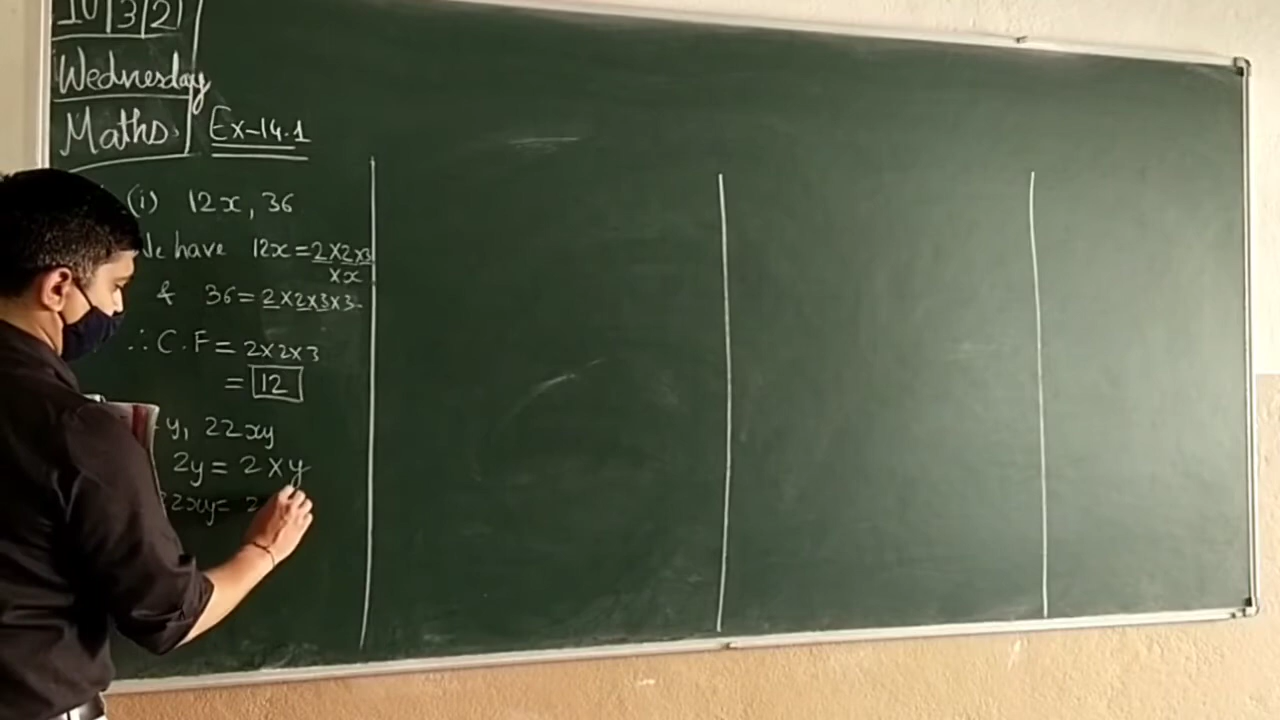 10|3|21
Wednesday
Maths.
Ex-14.1
(i) 12x, 36
have 12x = 2×2×3
×x
& 36 = 2×2×3×3
∴ C.F = 2×2×3
= 12
y, 22xy
2y = 2×y
22xy = 2